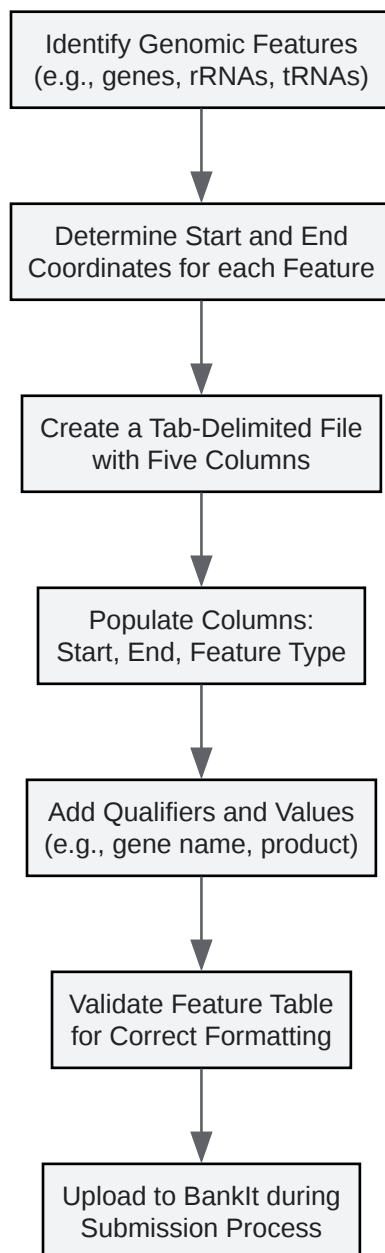 Identify Genomic Features
(e.g., genes, rRNAs, tRNAs)
Determine Start and End
Coordinates for each Feature
Create a Tab-Delimited File
with Five Columns
Populate Columns:
Start, End, Feature Type
Add Qualifiers and Values
(e.g., gene name, product)
Validate Feature Table
for Correct Formatting
Upload to BankIt during
Submission Process